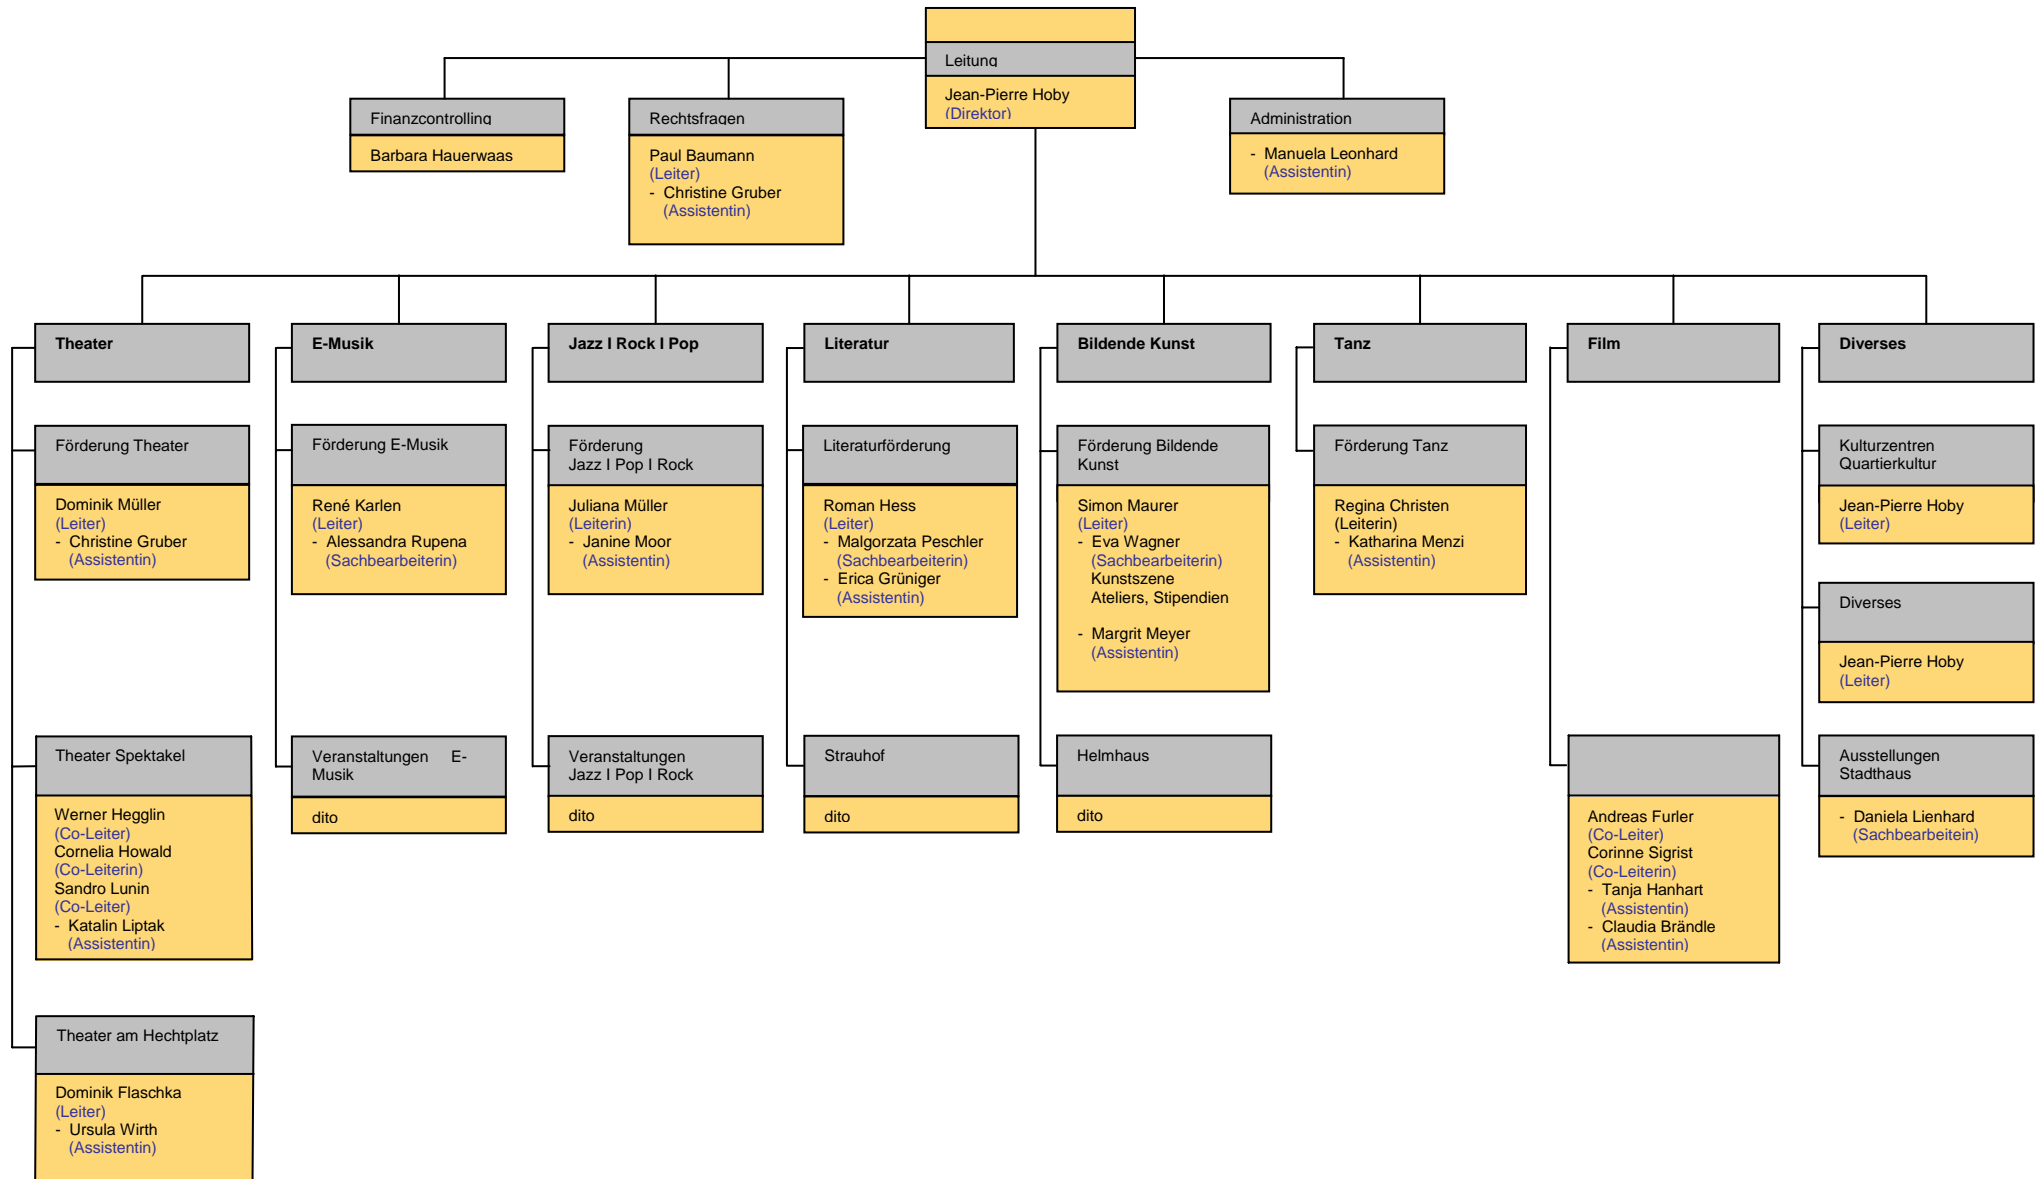 Leitung
Jean-Pierre Hoby
(Direktor)
Finanzcontrolling
Barbara Hauerwaas
Rechtsfragen
Paul Baumann
(Leiter)
- Christine Gruber
(Assistentin)
Administration
- Manuela Leonhard
(Assistentin)
Theater
Förderung Theater
Dominik Müller
(Leiter)
- Christine Gruber
(Assistentin)
Theater Spektakel
Werner Hegglin
(Co-Leiter)
Cornelia Howald
(Co-Leiterin)
Sandro Lunin
(Co-Leiter)
- Katalin Liptak
(Assistentin)
Theater am Hechtplatz
Dominik Flaschka
(Leiter)
- Ursula Wirth
(Assistentin)
E-Musik
Förderung E-Musik
René Karlen
(Leiter)
- Alessandra Rupena
(Sachbearbeiterin)
Veranstaltungen E-
Musik
dito
Jazz I Rock I Pop
Förderung
Jazz I Pop I Rock
Juliana Müller
(Leiterin)
- Janine Moor
(Assistentin)
Veranstaltungen
Jazz I Pop I Rock
dito
Literatur
Literaturförderung
Roman Hess
(Leiter)
- Malgorzata Peschler
(Sachbearbeiterin)
- Erica Grüniger
(Assistentin)
Strauhof
dito
Bildende Kunst
Förderung Bildende
Kunst
Simon Maurer
(Leiter)
- Eva Wagner
(Sachbearbeiterin)
Kunstszene
Ateliers, Stipendien
- Margrit Meyer
(Assistentin)
Helmhaus
dito
Tanz
Förderung Tanz
Regina Christen
(Leiterin)
- Katharina Menzi
(Assistentin)
Film
Andreas Furler
(Co-Leiter)
Corinne Sigrist
(Co-Leiterin)
- Tanja Hanhart
(Assistentin)
- Claudia Brändle
(Assistentin)
Diverses
Kulturzentren
Quartierkultur
Jean-Pierre Hoby
(Leiter)
Diverses
Jean-Pierre Hoby
(Leiter)
Ausstellungen
Stadthaus
- Daniela Lienhard
(Sachbearbeitein)